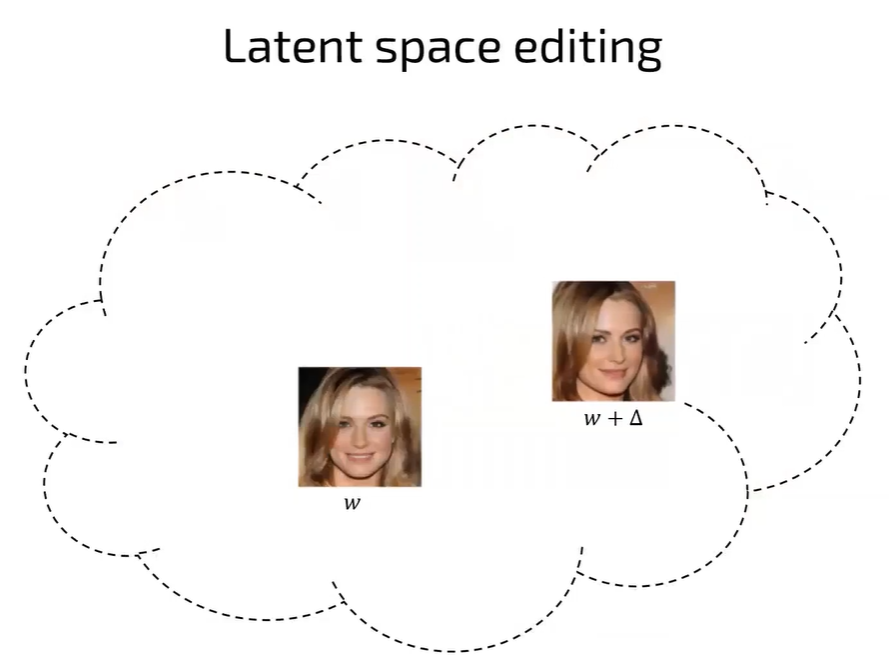 Latent space editing
w + Δ
w